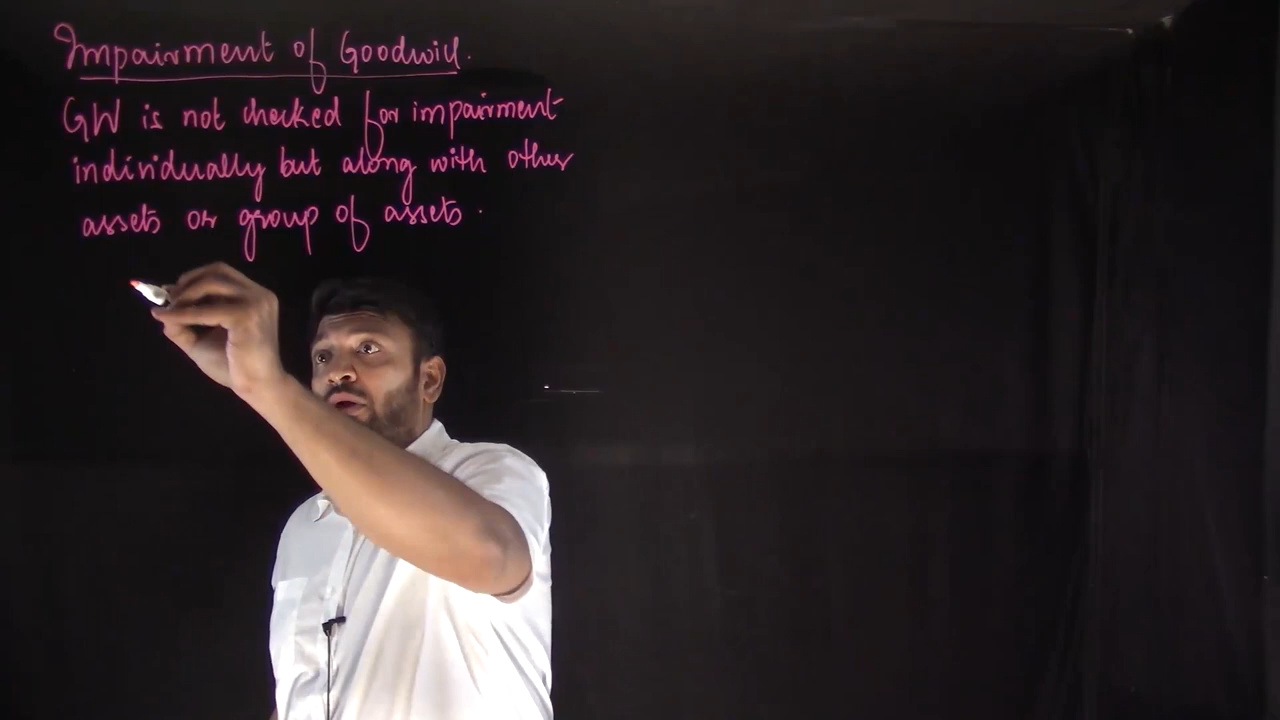 Impairment of Goodwill.
GW is not checked for impairment
individually but along with other
assets or group of assets.